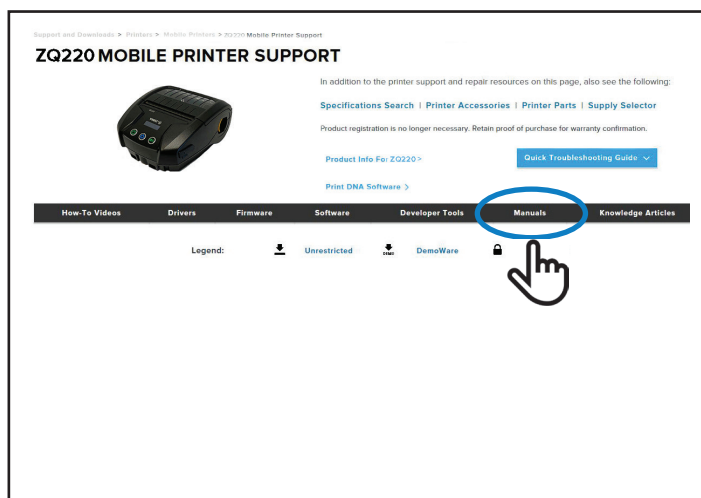 Support and Downloads > Printers > Mobile Printers > ZQ220 Mobile Printer Support
ZQ220 MOBILE PRINTER SUPPORT
In addition to the printer support and repair resources on this page, also see the following:
Specifications Search | Printer Accessories | Printer Parts | Supply Selector
Product registration is no longer necessary. Retain proof of purchase for warranty confirmation.
Product Info For ZQ220 >
Quick Troubleshooting Guide
Print DNA Software >
How-To Videos Drivers Firmware Software Developer Tools Manuals Knowledge Articles
Legend: Unrestricted DEMO DemoWare